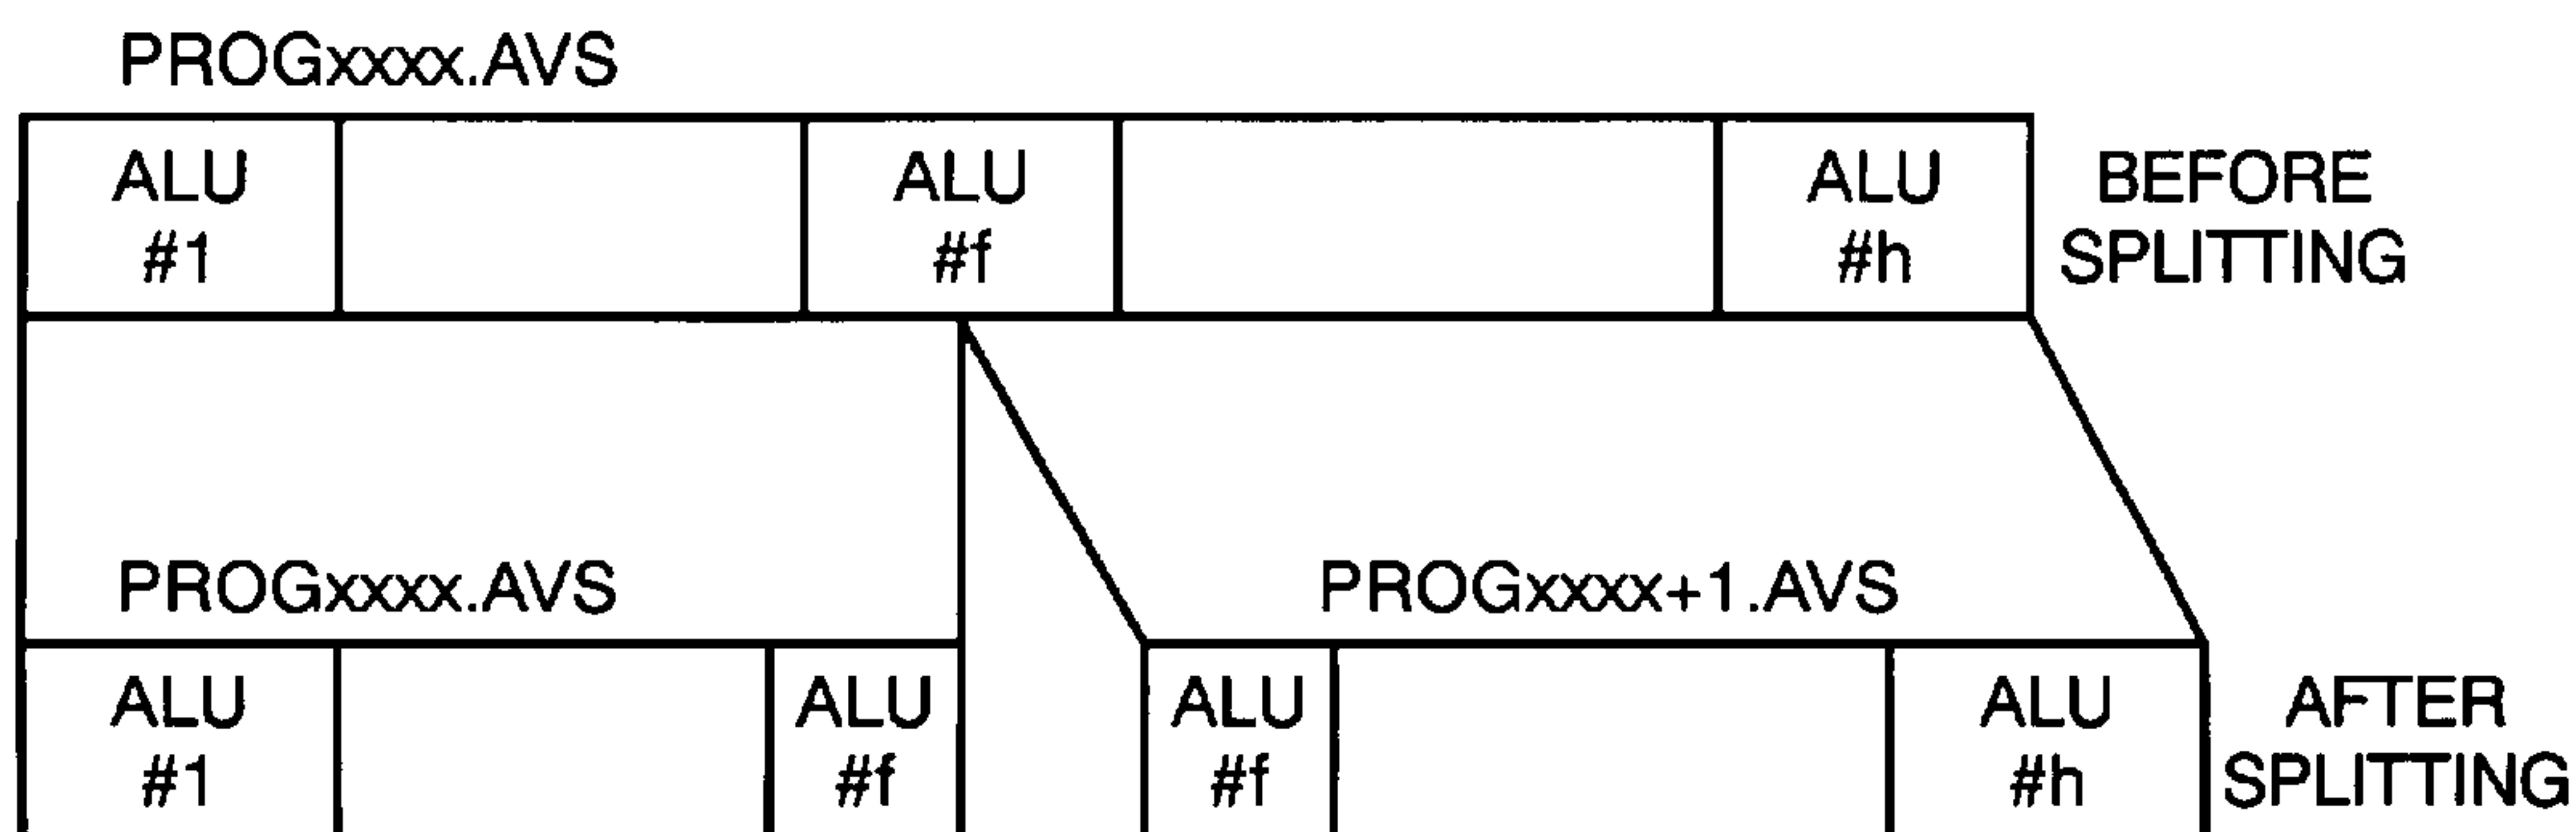 PROGxxxx.AVS
ALU
#1
ALU
#f
ALU
#h
BEFORE
SPLITTING
PROGxxxx.AVS
PROGxxxx+1.AVS
ALU
#1
ALU
#f
ALU
#f
ALU
#h
AFTER
SPLITTING